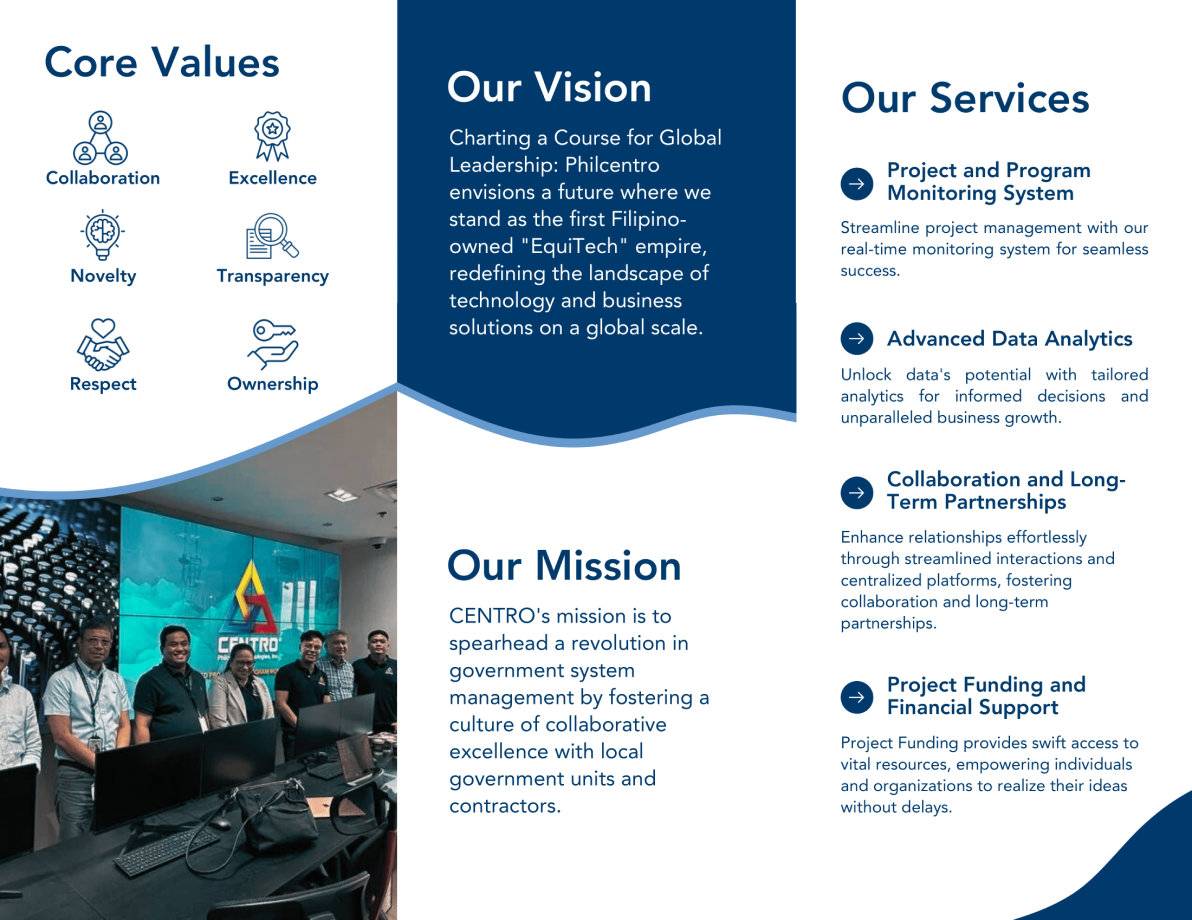 Core Values
Collaboration
Excellence
Novelty
Transparency
Respect
Ownership
CENTRO
Our Vision
Charting a Course for Global
Leadership: Philcentro
envisions a future where we
stand as the first Filipino-
owned "EquiTech" empire,
redefining the landscape of
technology and business
solutions on a global scale.
Our Mission
CENTRO's mission is to
spearhead a revolution in
government system
management by fostering a
culture of collaborative
excellence with local
government units and
contractors.
Our Services
Project and Program
Monitoring System
Streamline project management with our
real-time monitoring system for seamless
success.
Advanced Data Analytics
Unlock data's potential with tailored
analytics for informed decisions and
unparalleled business growth.
Collaboration and Long-
Term Partnerships
Enhance relationships effortlessly
through streamlined interactions and
centralized platforms, fostering
collaboration and long-term
partnerships.
Project Funding and
Financial Support
Project Funding provides swift access to
vital resources, empowering individuals
and organizations to realize their ideas
without delays.